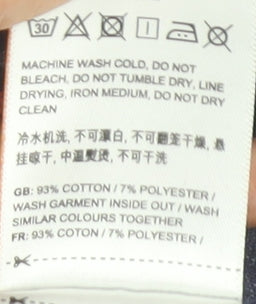 30
MACHINE WASH COLD, DO NOT
BLEACH, DO NOT TUMBLE DRY, LINE
DRYING, IRON MEDIUM, DO NOT DRY
CLEAN
冷水机洗, 不可漂白, 不可翻笼干燥, 悬
挂晾干, 中温熨烫, 不可干洗
GB: 93% COTTON / 7% POLYESTER /
WASH GARMENT INSIDE OUT / WASH
SIMILAR COLOURS TOGETHER
FR: 93% COTON / 7% POLYESTER /